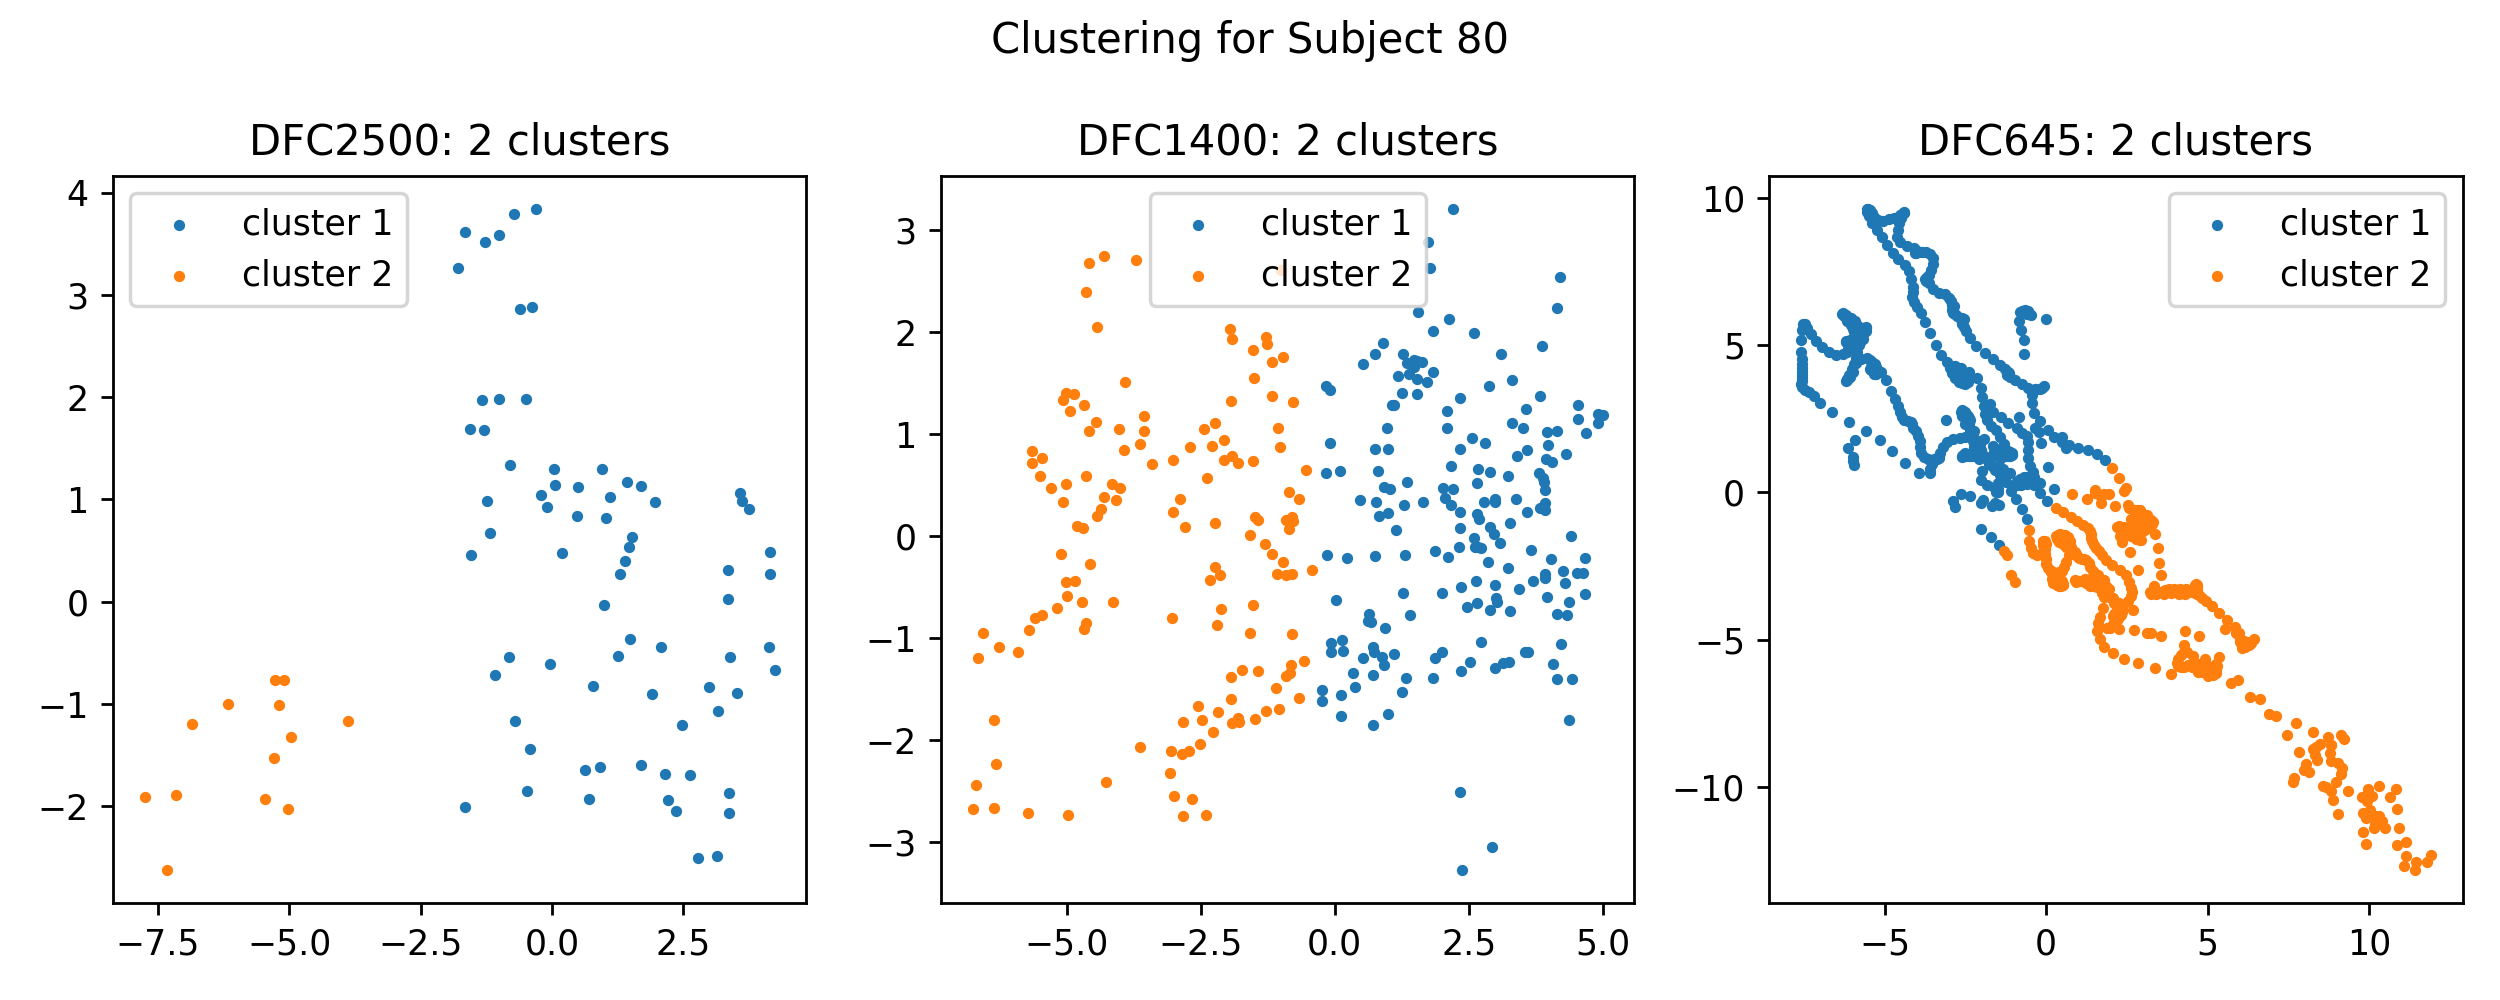 Clustering for Subject 80
DFC2500: 2 clusters
4
3
2
1
0
−1
−2
−7.5 −5.0 −2.5 0.0 2.5
cluster 1
cluster 2
DFC1400: 2 clusters
3
2
1
0
−1
−2
−3
−5.0 −2.5 0.0 2.5 5.0
cluster 1
cluster 2
DFC645: 2 clusters
10
5
0
−5
−10
−5 0 5 10
cluster 1
cluster 2